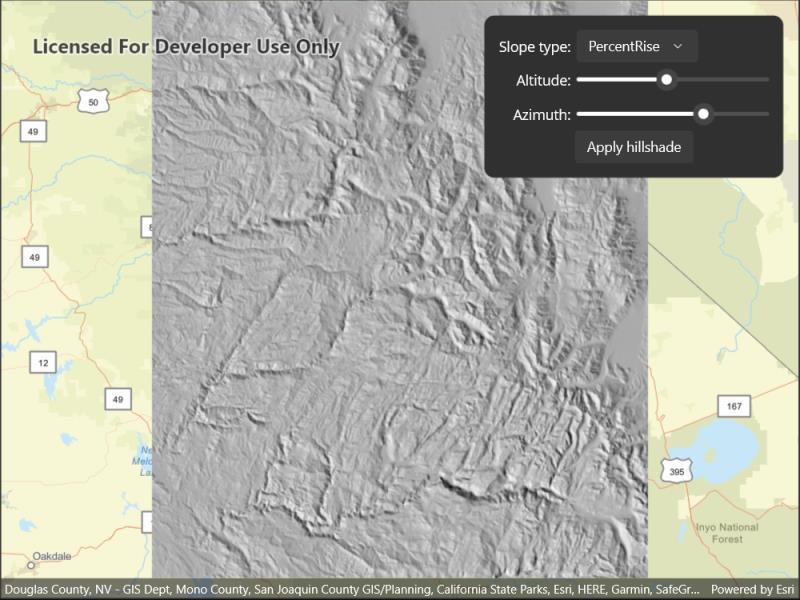 Licensed For Developer Use Only
Slope type: PercentRise
Altitude:
Azimuth:
Apply hillshade
50
49
49
12
49
167
395
Inyo National
Forest
Oakdale
Douglas County, NV - GIS Dept, Mono County, San Joaquin County GIS/Planning, California State Parks, Esri, HERE, Garmin, SafeGr... Powered by Esri